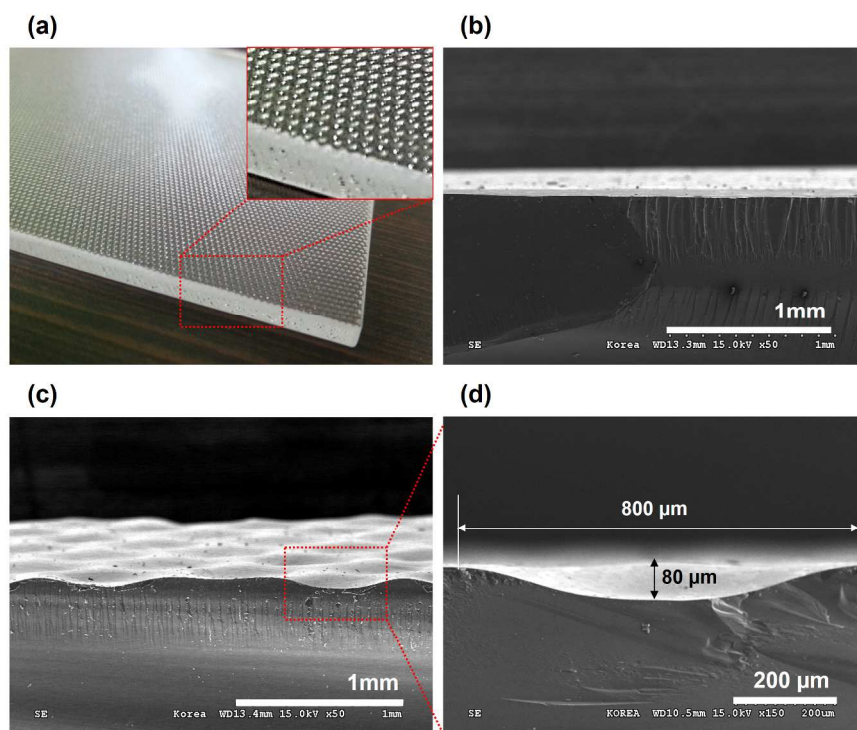 (a)
(b)
1mm
SE Korea WD13.3mm 15.0kV x50 1mm
(c)
(d)
1mm
SE Korea WD13.4mm 15.0kV x50 1mm
800 µm
80 µm
200 µm
SE KOREA WD10.5mm 15.0kV x150 200um